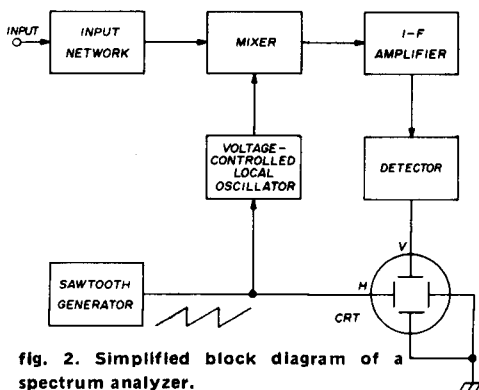 INPUT
INPUT
NETWORK
MIXER
I-F
AMPLIFIER
VOLTAGE-
CONTROLLED
LOCAL
OSCILLATOR
DETECTOR
SAWTOOTH
GENERATOR
V
H
CRT
fig. 2. Simplified block diagram of a
spectrum analyzer.